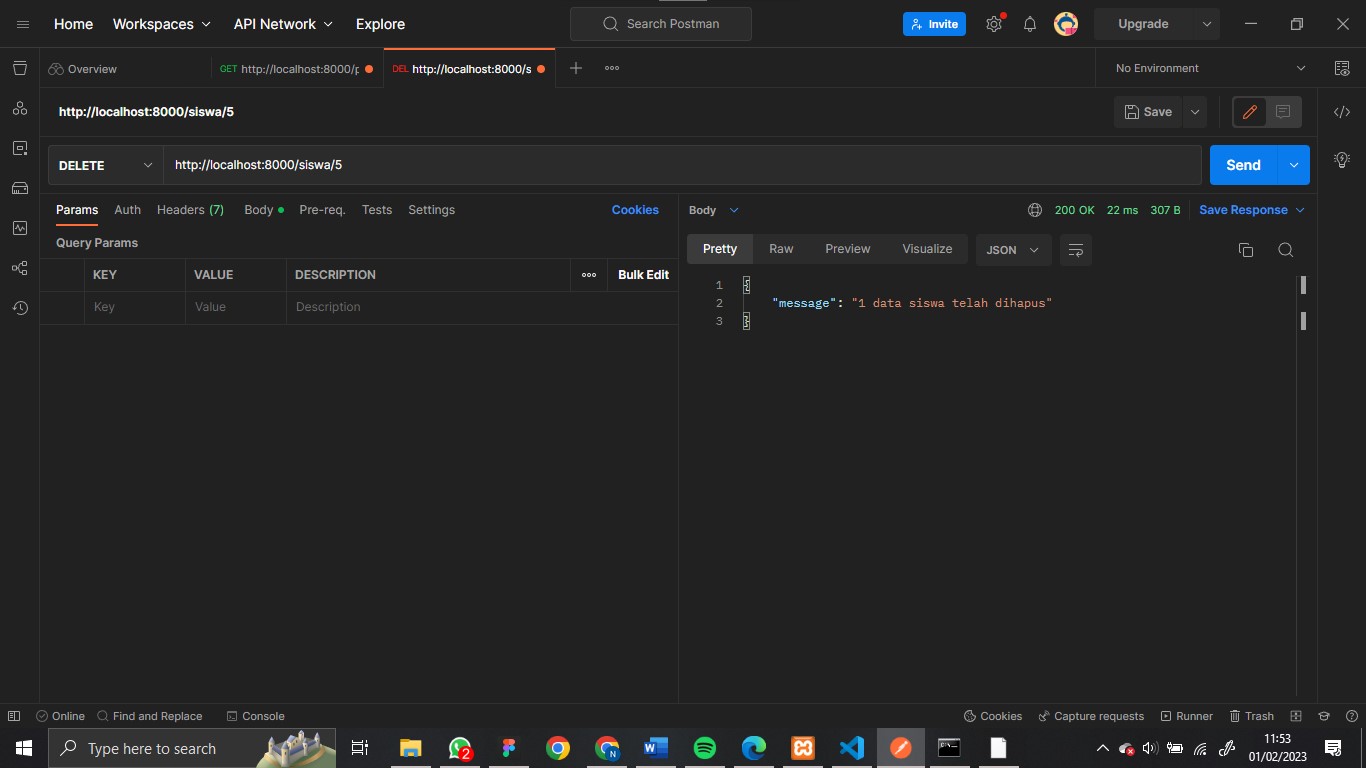 Home Workspaces API Network Explore Search Postman Invite Upgrade
Overview GET http://localhost:8000/p DEL http://localhost:8000/s No Environment
http://localhost:8000/siswa/5 Save
DELETE http://localhost:8000/siswa/5 Send
Params Auth Headers (7) Body Pre-req. Tests Settings Cookies
Body 200 OK 22 ms 307 B Save Response
Query Params
Pretty Raw Preview Visualize JSON
KEY VALUE DESCRIPTION Bulk Edit
Key Value Description
1 {
2 "message": "1 data siswa telah dihapus"
3 }
Online Find and Replace Console Cookies Capture requests Runner Trash
Type here to search
2
N
11:53
01/02/2023